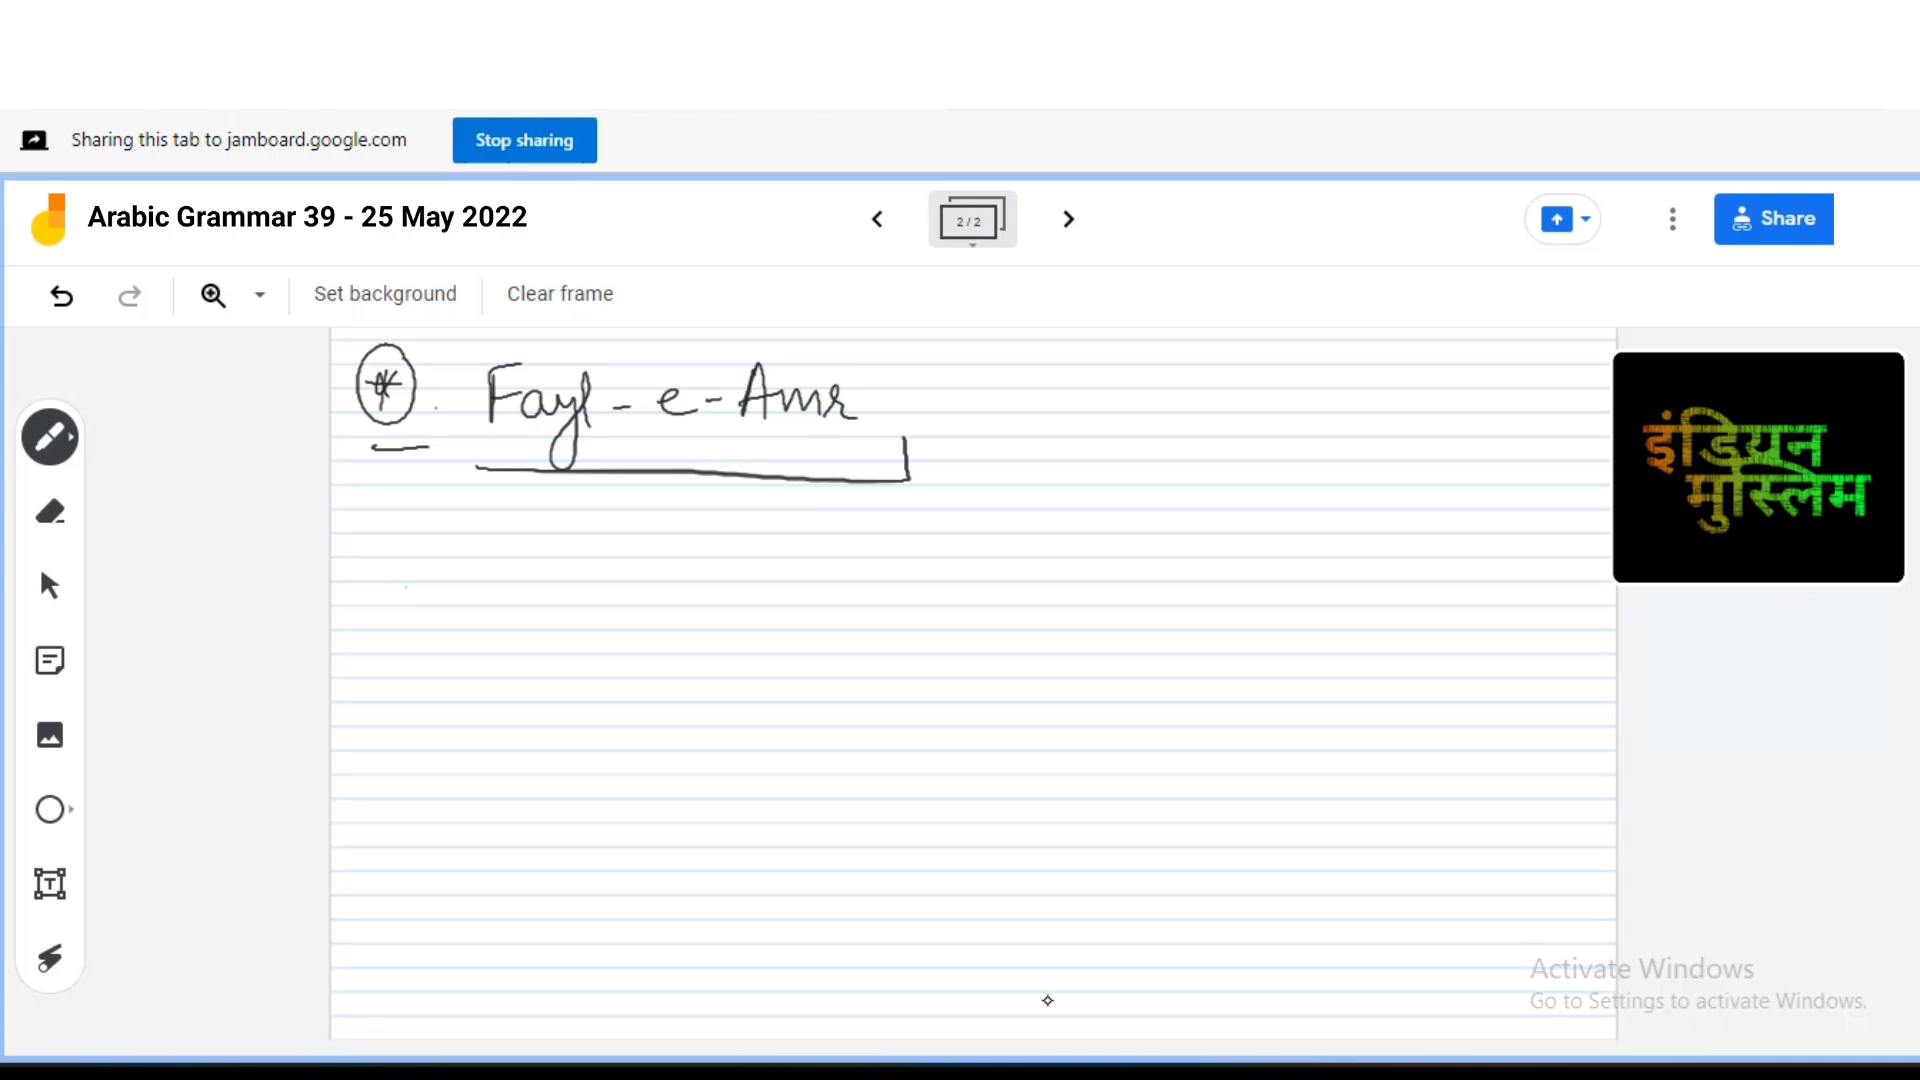 Sharing this tab to jamboard.google.com
Stop sharing
Arabic Grammar 39 - 25 May 2022
2 / 2
Share
Set background
Clear frame
* Fayl - e - Amr
इंडियन
मुस्लिम
Activate Windows
Go to Settings to activate Windows.